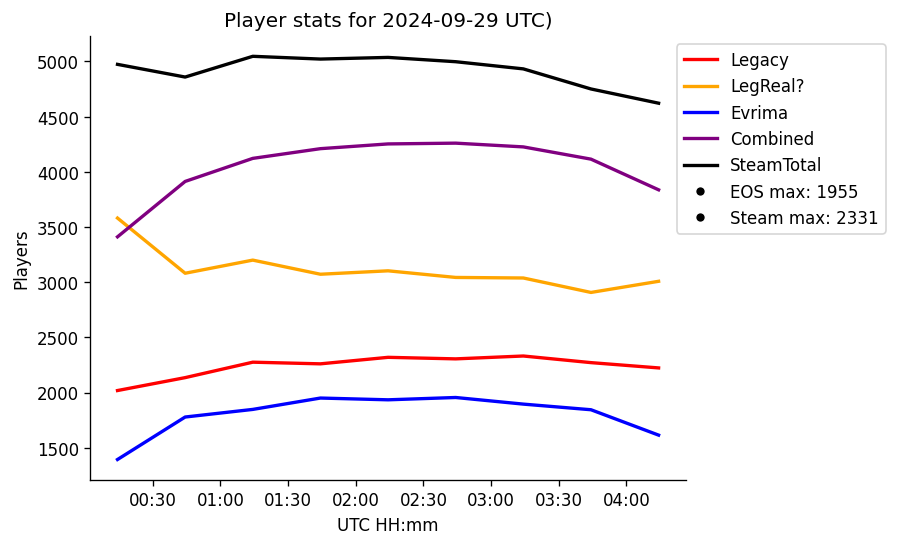 Player stats for 2024-09-29 UTC)
Legacy
LegReal?
Evrima
Combined
SteamTotal
EOS max: 1955
Steam max: 2331
Players
5000
4500
4000
3500
3000
2500
2000
1500
00:30 01:00 01:30 02:00 02:30 03:00 03:30 04:00
UTC HH:mm